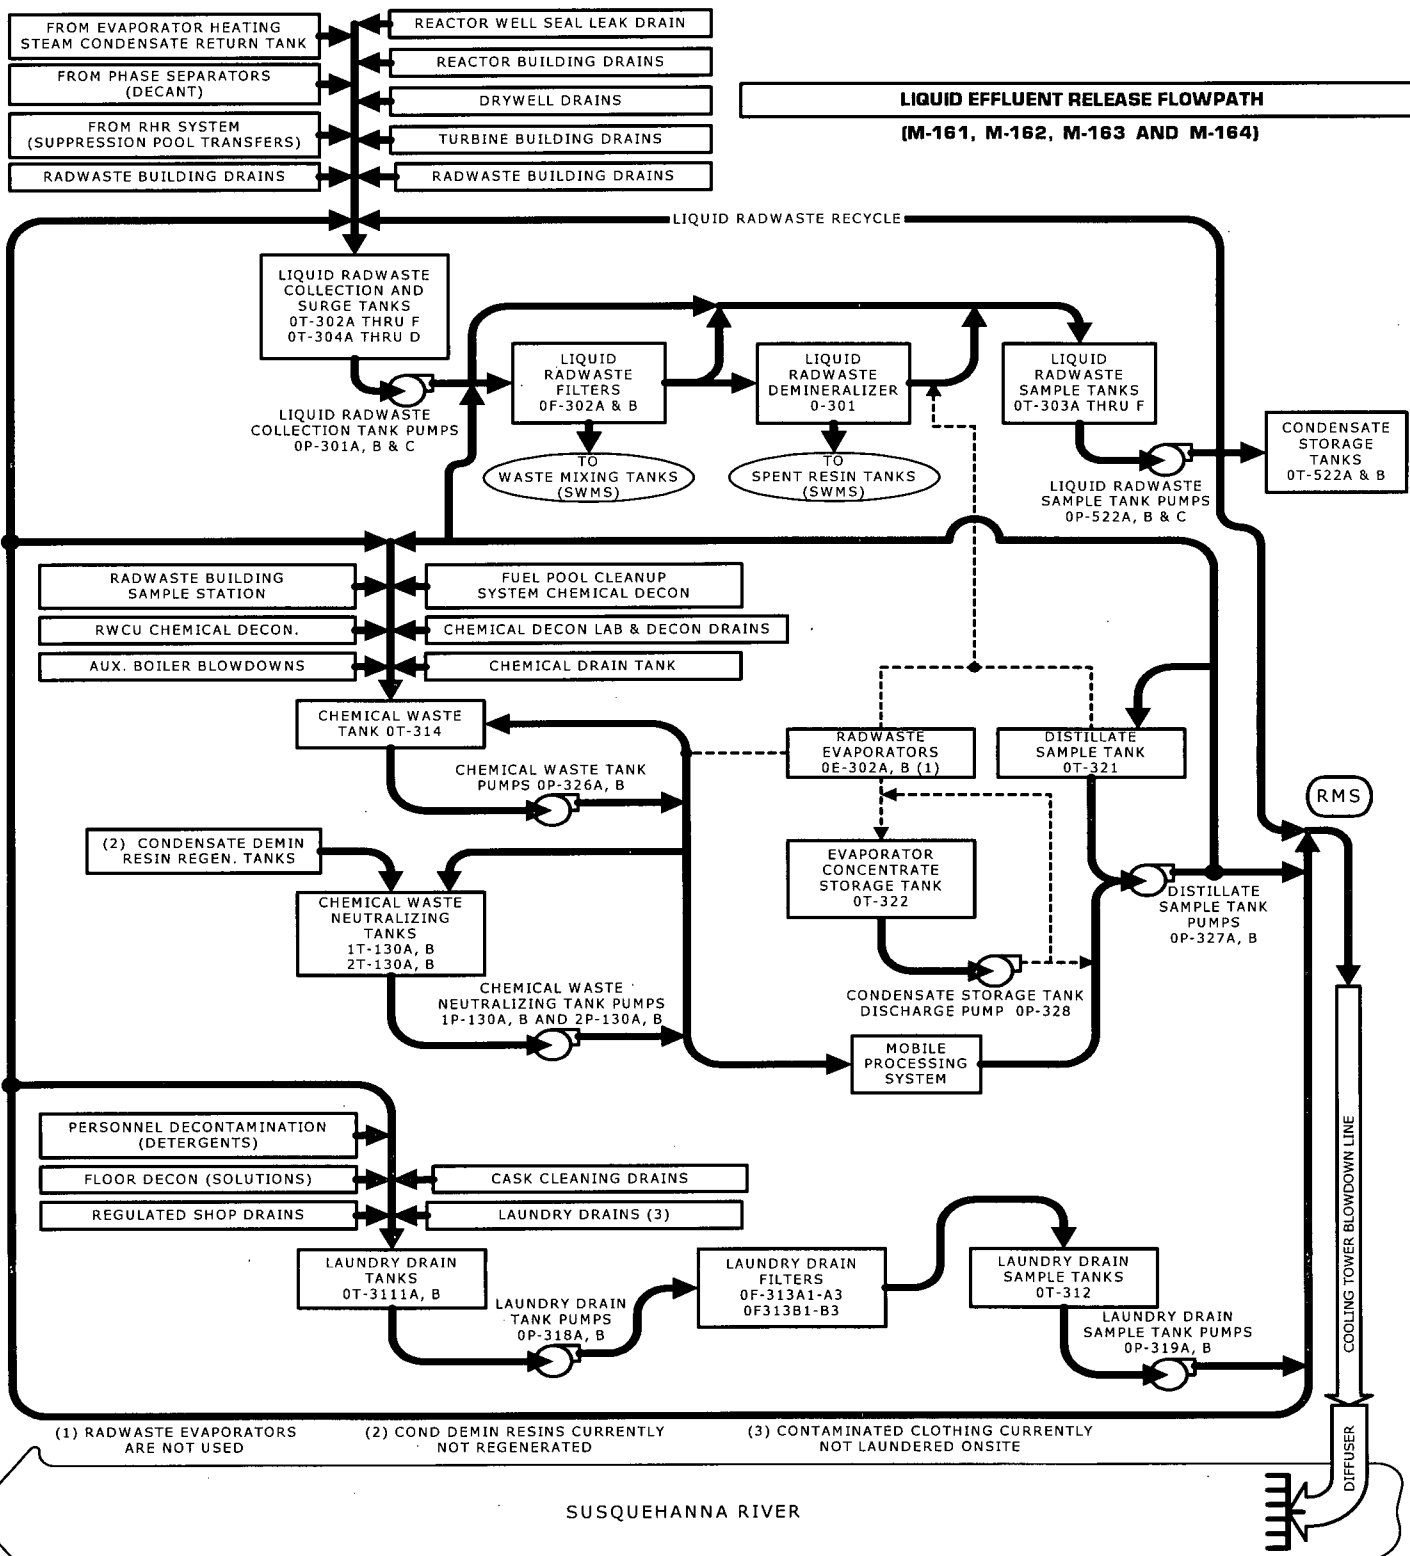 FROM EVAPORATOR HEATING
STEAM CONDENSATE RETURN TANK
REACTOR WELL SEAL LEAK DRAIN
FROM PHASE SEPARATORS
(DECANT)
REACTOR BUILDING DRAINS
DRYWELL DRAINS
FROM RHR SYSTEM
(SUPPRESSION POOL TRANSFERS)
TURBINE BUILDING DRAINS
RADWASTE BUILDING DRAINS
RADWASTE BUILDING DRAINS
LIQUID EFFLUENT RELEASE FLOWPATH
(M-161, M-162, M-163 AND M-164)
LIQUID RADWASTE RECYCLE
LIQUID RADWASTE
COLLECTION AND
SURGE TANKS
0T-302A THRU F
0T-304A THRU D
LIQUID RADWASTE
COLLECTION TANK PUMPS
0P-301A, B & C
LIQUID
RADWASTE
FILTERS
0F-302A & B
TO
WASTE MIXING TANKS
(SWMS)
LIQUID
RADWASTE
DEMINERALIZER
0-301
TO
SPENT RESIN TANKS
(SWMS)
LIQUID
RADWASTE
SAMPLE TANKS
0T-303A THRU F
LIQUID RADWASTE
SAMPLE TANK PUMPS
0P-522A, B & C
CONDENSATE
STORAGE
TANKS
0T-522A & B
RADWASTE BUILDING
SAMPLE STATION
FUEL POOL CLEANUP
SYSTEM CHEMICAL DECON
RWCU CHEMICAL DECON.
CHEMICAL DECON LAB & DECON DRAINS
AUX. BOILER BLOWDOWNS
CHEMICAL DRAIN TANK
CHEMICAL WASTE
TANK 0T-314
CHEMICAL WASTE TANK
PUMPS 0P-326A, B
RADWASTE
EVAPORATORS
0E-302A, B (1)
DISTILLATE
SAMPLE TANK
0T-321
RMS
(2) CONDENSATE DEMIN
RESIN REGEN. TANKS
EVAPORATOR
CONCENTRATE
STORAGE TANK
0T-322
DISTILLATE
SAMPLE TANK
PUMPS
0P-327A, B
CHEMICAL WASTE
NEUTRALIZING
TANKS
1T-130A, B
2T-130A, B
CHEMICAL WASTE
NEUTRALIZING TANK PUMPS
1P-130A, B AND 2P-130A, B
CONDENSATE STORAGE TANK
DISCHARGE PUMP 0P-328
MOBILE
PROCESSING
SYSTEM
PERSONNEL DECONTAMINATION
(DETERGENTS)
FLOOR DECON (SOLUTIONS)
CASK CLEANING DRAINS
REGULATED SHOP DRAINS
LAUNDRY DRAINS (3)
LAUNDRY DRAIN
TANKS
0T-3111A, B
LAUNDRY DRAIN
TANK PUMPS
0P-318A, B
LAUNDRY DRAIN
FILTERS
0F-313A1-A3
0F313B1-B3
LAUNDRY DRAIN
SAMPLE TANKS
0T-312
LAUNDRY DRAIN
SAMPLE TANK PUMPS
0P-319A, B
COOLING TOWER BLOWDOWN LINE
DIFFUSER
(1) RADWASTE EVAPORATORS
ARE NOT USED
(2) COND DEMIN RESINS CURRENTLY
NOT REGENERATED
(3) CONTAMINATED CLOTHING CURRENTLY
NOT LAUNDERED ONSITE
SUSQUEHANNA RIVER